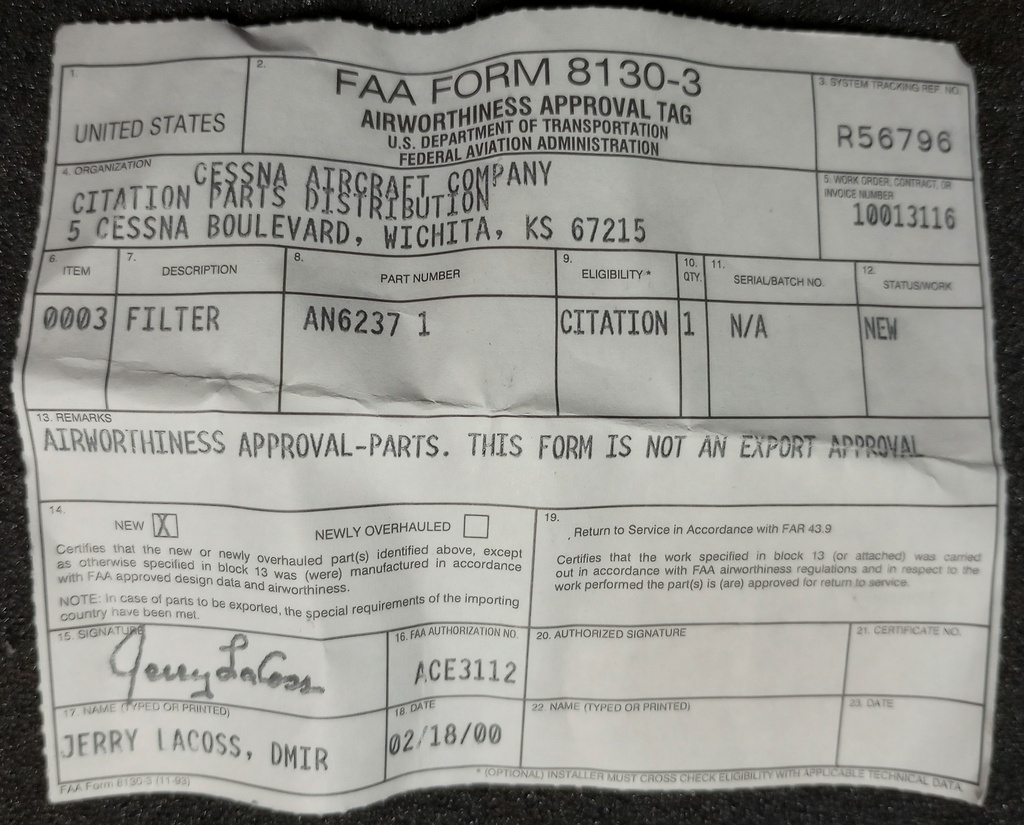 1.
UNITED STATES
2.
FAA FORM 8130-3
AIRWORTHINESS APPROVAL TAG
U.S. DEPARTMENT OF TRANSPORTATION
FEDERAL AVIATION ADMINISTRATION
3. SYSTEM TRACKING REF. NO.
R56796
4. ORGANIZATION
CESSNA AIRCRAFT COMPANY
CITATION PARTS DISTRIBUTION
5 CESSNA BOULEVARD, WICHITA, KS 67215
5. WORK ORDER, CONTRACT, OR
INVOICE NUMBER
10013116
6.
ITEM
7.
DESCRIPTION
8.
PART NUMBER
9.
ELIGIBILITY *
10.
QTY.
11.
SERIAL/BATCH NO.
12.
STATUS/WORK
0003
FILTER
AN6237 1
CITATION
1
N/A
NEW
13. REMARKS
AIRWORTHINESS APPROVAL-PARTS. THIS FORM IS NOT AN EXPORT APPROVAL
14.
NEW X
NEWLY OVERHAULED
Certifies that the new or newly overhauled part(s) identified above, except
as otherwise specified in block 13 was (were) manufactured in accordance
with FAA approved design data and airworthiness.
NOTE: In case of parts to be exported, the special requirements of the importing
country have been met.
19.
Return to Service in Accordance with FAR 43.9
Certifies that the work specified in block 13 (or attached) was carried
out in accordance with FAA airworthiness regulations and in respect to the
work performed the part(s) is (are) approved for return to service.
15. SIGNATURE
Jerry LaCoss
16. FAA AUTHORIZATION NO.
ACE3112
20. AUTHORIZED SIGNATURE
21. CERTIFICATE NO.
17. NAME (TYPED OR PRINTED)
JERRY LACOSS, DMIR
18. DATE
02/18/00
22. NAME (TYPED OR PRINTED)
23. DATE
FAA Form 8130-3 (11-93)
* (OPTIONAL) INSTALLER MUST CROSS CHECK ELIGIBILITY WITH APPLICABLE TECHNICAL DATA.